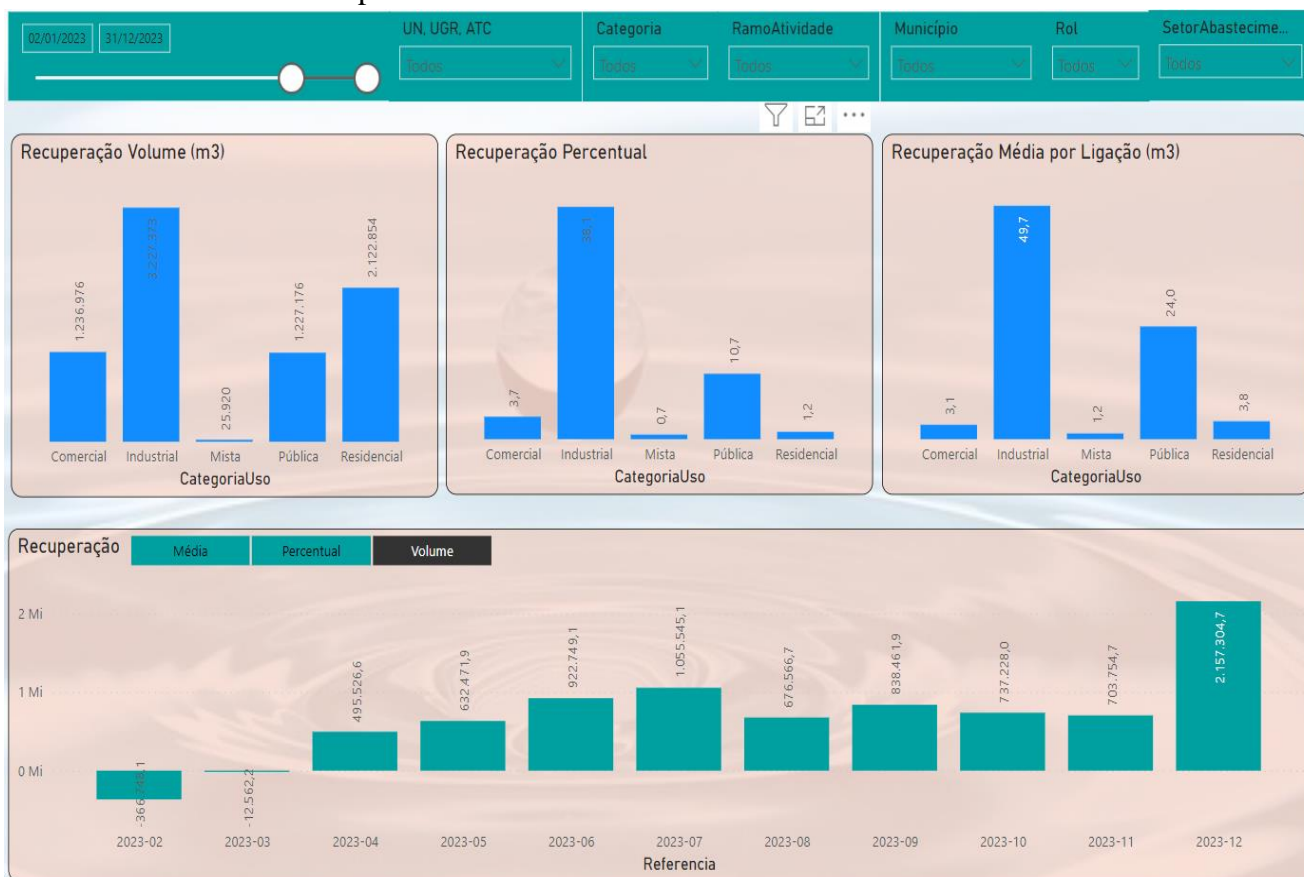 UN, UGR, ATC
Categoria
RamoAtividade
Município
Rol
SetorAbastecime...
02/01/2023
31/12/2023
Todos
Todos
Todos
Todos
Todos
Todos
Recuperação Volume (m3)
1.236.976
3.227.373
25.920
1.227.176
2.122.854
Comercial Industrial Mista Pública Residencial
CategoriaUso
Recuperação Percentual
3,7
0,7
10,7
1,2
Comercial Industrial Mista Pública Residencial
CategoriaUso
Recuperação Média por Ligação (m3)
3,1
49,7
1,2
24,0
3,8
Comercial Industrial Mista Pública Residencial
CategoriaUso
Recuperação
Média
Percentual
Volume
2 Mi
1 Mi
0 Mi
-366.748,1
-12.562,2
495.526,6
632.471,9
922.749,1
1.055.545,1
676.566,7
838.461,9
737.228,0
703.754,7
2.157.304,7
2023-02 2023-03 2023-04 2023-05 2023-06 2023-07 2023-08 2023-09 2023-10 2023-11 2023-12
Referencia